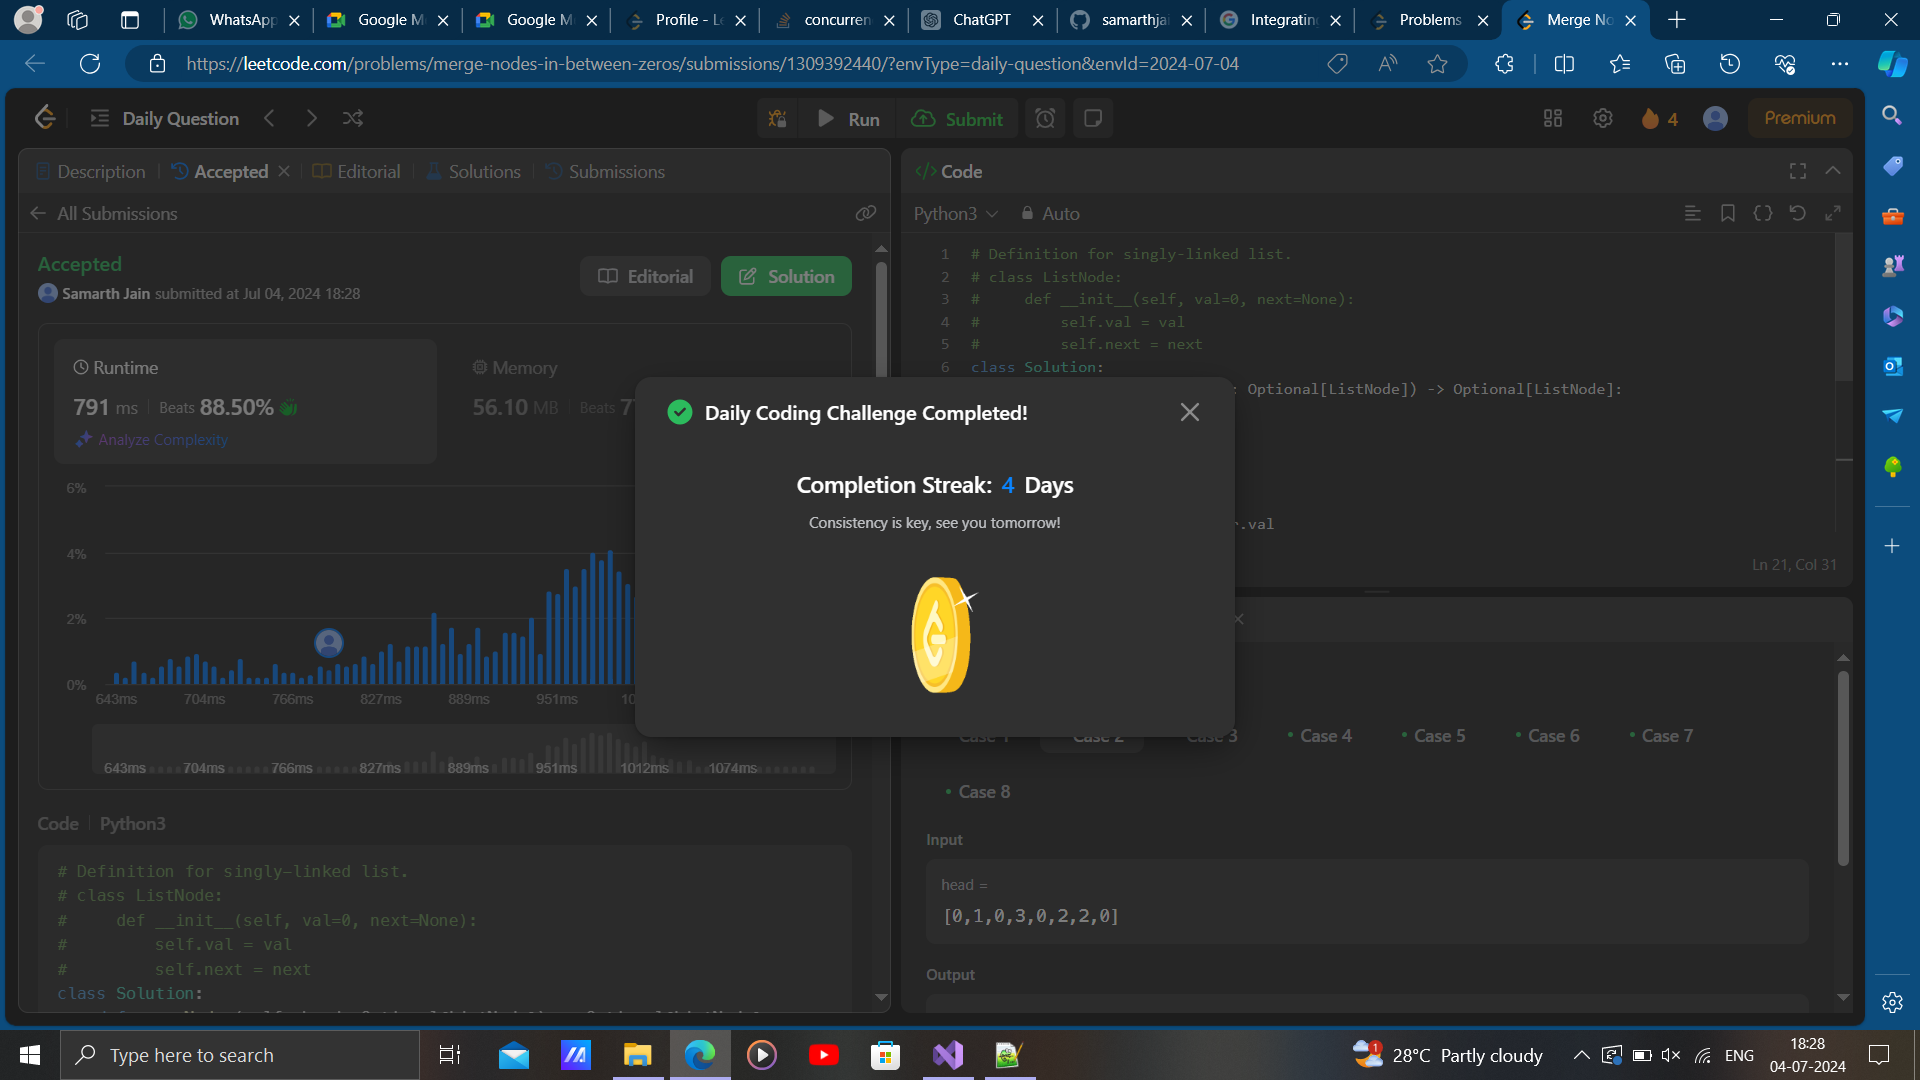 WhatsApp
Google M
Google M
Profile - Le
concurren
ChatGPT
samarthjai
Integrating
Problems
Merge No
https://leetcode.com/problems/merge-nodes-in-between-zeros/submissions/1309392440/?envType=daily-question&envId=2024-07-04
Daily Question
Run
Submit
4
Premium
Description
Accepted
Editorial
Solutions
Submissions
All Submissions
Accepted
Samarth Jain submitted at Jul 04, 2024 18:28
Editorial
Solution
Runtime
791 ms
Beats 88.50%
Analyze Complexity
Memory
56.10 MB
Beats 7
6%
4%
2%
0%
643ms 704ms 766ms 827ms 889ms 951ms 10
643ms 704ms 766ms 827ms 889ms 951ms 1012ms 1074ms
Code
Python3
# Definition for singly-linked list.
# class ListNode:
# def __init__(self, val=0, next=None):
# self.val = val
# self.next = next
class Solution:
</> Code
Python3
Auto
1 # Definition for singly-linked list.
2 # class ListNode:
3 # def __init__(self, val=0, next=None):
4 # self.val = val
5 # self.next = next
6 class Solution:
: Optional[ListNode]) -> Optional[ListNode]:
.val
Ln 21, Col 31
Daily Coding Challenge Completed!
Completion Streak: 4 Days
Consistency is key, see you tomorrow!
Case 1
Case 2
Case 3
Case 4
Case 5
Case 6
Case 7
Case 8
Input
head =
[0,1,0,3,0,2,2,0]
Output
Type here to search
1
28°C Partly cloudy
ENG
18:28
04-07-2024